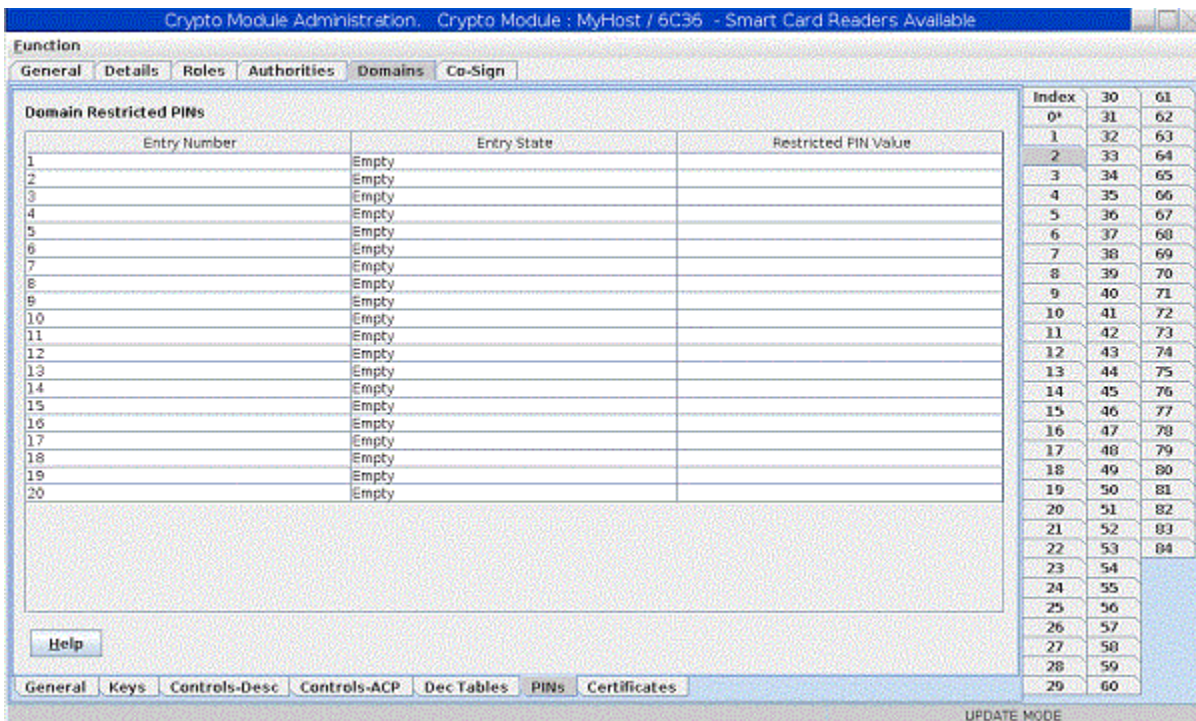 Crypto Module Administration. Crypto Module : MyHost / 6C36 - Smart Card Readers Available
Function
General Details Roles Authorities Domains Co-Sign
Domain Restricted PINs
Entry Number Entry State Restricted PIN Value
1 Empty
2 Empty
3 Empty
4 Empty
5 Empty
6 Empty
7 Empty
8 Empty
9 Empty
10 Empty
11 Empty
12 Empty
13 Empty
14 Empty
15 Empty
16 Empty
17 Empty
18 Empty
19 Empty
20 Empty
Help
General Keys Controls-Desc Controls-ACP Dec Tables PINs Certificates
Index 30 61
0* 31 62
1 32 63
2 33 64
3 34 65
4 35 66
5 36 67
6 37 68
7 38 69
8 39 70
9 40 71
10 41 72
11 42 73
12 43 74
13 44 75
14 45 76
15 46 77
16 47 78
17 48 79
18 49 80
19 50 81
20 51 82
21 52 83
22 53 84
23 54
24 55
25 56
26 57
27 58
28 59
29 60
UPDATE MODE